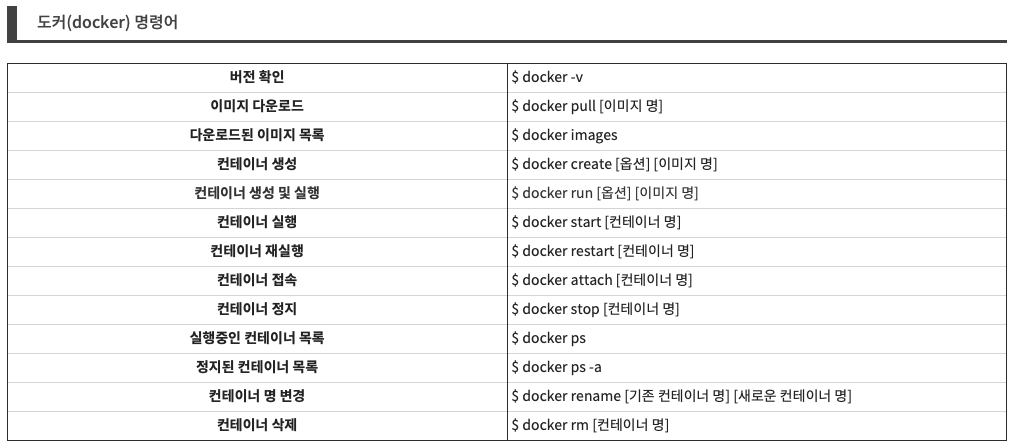 도커(docker) 명령어
버전 확인 $ docker -v
이미지 다운로드 $ docker pull [이미지 명]
다운로드된 이미지 목록 $ docker images
컨테이너 생성 $ docker create [옵션] [이미지 명]
컨테이너 생성 및 실행 $ docker run [옵션] [이미지 명]
컨테이너 실행 $ docker start [컨테이너 명]
컨테이너 재실행 $ docker restart [컨테이너 명]
컨테이너 접속 $ docker attach [컨테이너 명]
컨테이너 정지 $ docker stop [컨테이너 명]
실행중인 컨테이너 목록 $ docker ps
정지된 컨테이너 목록 $ docker ps -a
컨테이너 명 변경 $ docker rename [기존 컨테이너 명] [새로운 컨테이너 명]
컨테이너 삭제 $ docker rm [컨테이너 명]